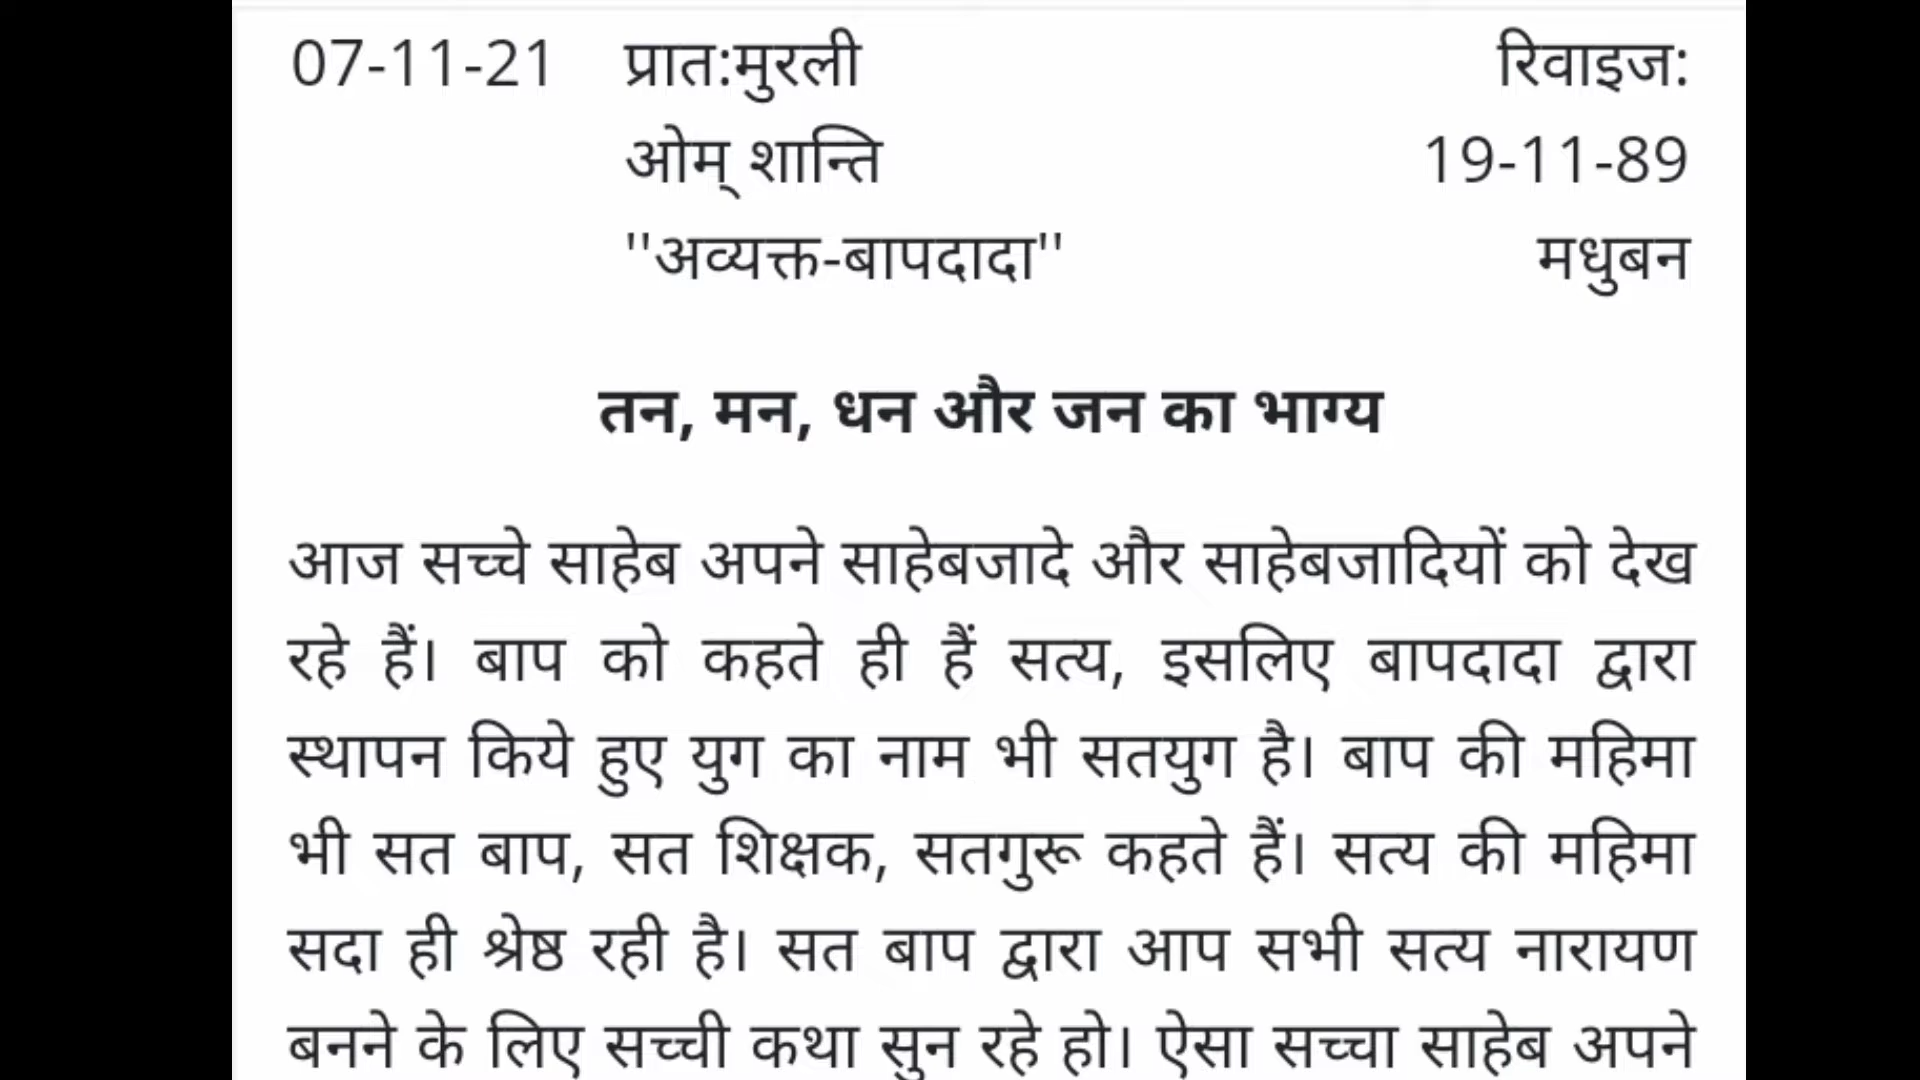 07-11-21 प्रात:मुरली रिवाइज:
ओम् शान्ति 19-11-89
"अव्यक्त-बापदादा" मधुबन
तन, मन, धन और जन का भाग्य
आज सच्चे साहेब अपने साहेबजादे और साहेबजादियों को देख
रहे हैं। बाप को कहते ही हैं सत्य, इसलिए बापदादा द्वारा
स्थापन किये हुए युग का नाम भी सतयुग है। बाप की महिमा
भी सत बाप, सत शिक्षक, सतगुरू कहते हैं। सत्य की महिमा
सदा ही श्रेष्ठ रही है। सत बाप द्वारा आप सभी सत्य नारायण
बनने के लिए सच्ची कथा सुन रहे हो। ऐसा सच्चा साहेब अपने